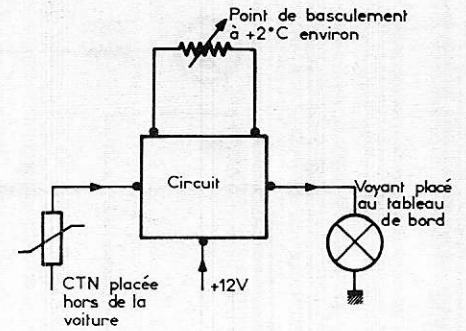 Point de basculement
à +2°C environ
Circuit
Voyant placé
au tableau
de bord
+12V
CTN placée
hors de la
voiture